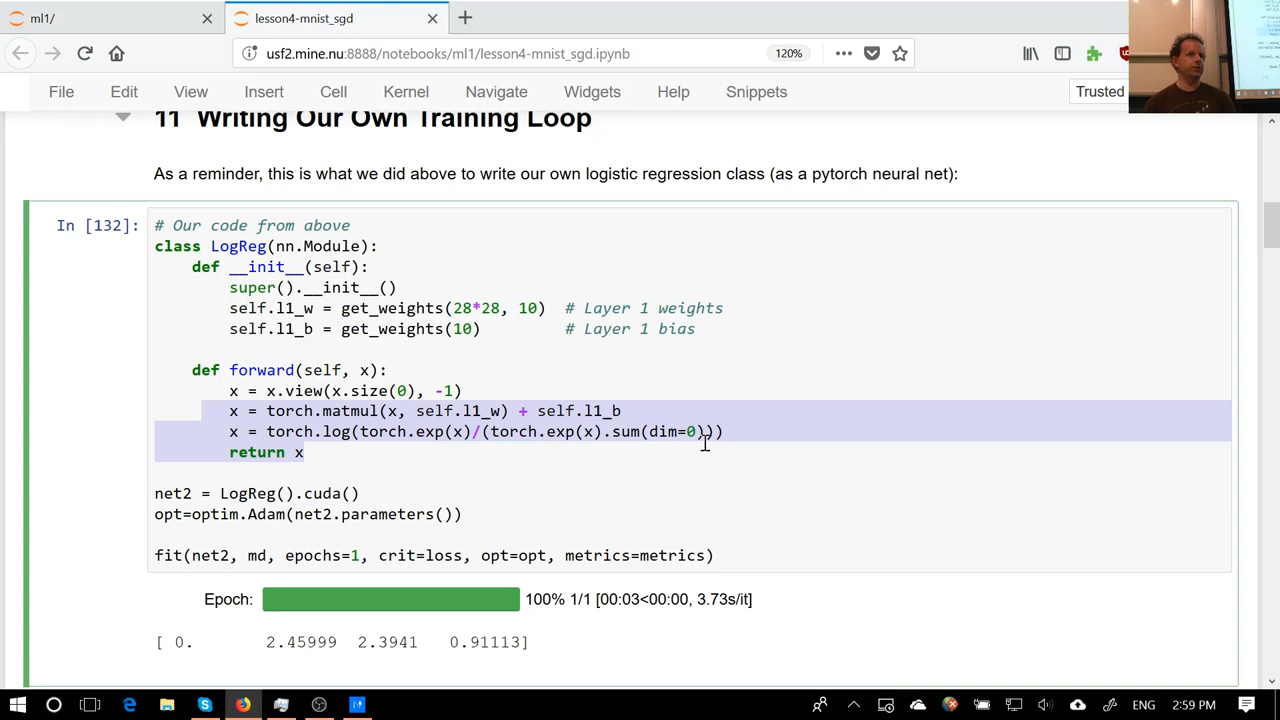 ml1/
lesson4-mnist_sgd
usf2.mine.nu:8888/notebooks/ml1/lesson4-mnist_sgd.ipynb
120%
File Edit View Insert Cell Kernel Navigate Widgets Help Snippets
Trusted
11 Writing Our Own Training Loop
As a reminder, this is what we did above to write our own logistic regression class (as a pytorch neural net):
In [132]:
# Our code from above
class LogReg(nn.Module):
def __init__(self):
super().__init__()
self.l1_w = get_weights(28*28, 10) # Layer 1 weights
self.l1_b = get_weights(10) # Layer 1 bias
def forward(self, x):
x = x.view(x.size(0), -1)
x = torch.matmul(x, self.l1_w) + self.l1_b
x = torch.log(torch.exp(x)/(torch.exp(x).sum(dim=0)))
return x
net2 = LogReg().cuda()
opt=optim.Adam(net2.parameters())
fit(net2, md, epochs=1, crit=loss, opt=opt, metrics=metrics)
Epoch: 100% 1/1 [00:03<00:00, 3.73s/it]
[ 0. 2.45999 2.3941 0.91113]
ENG
2:59 PM